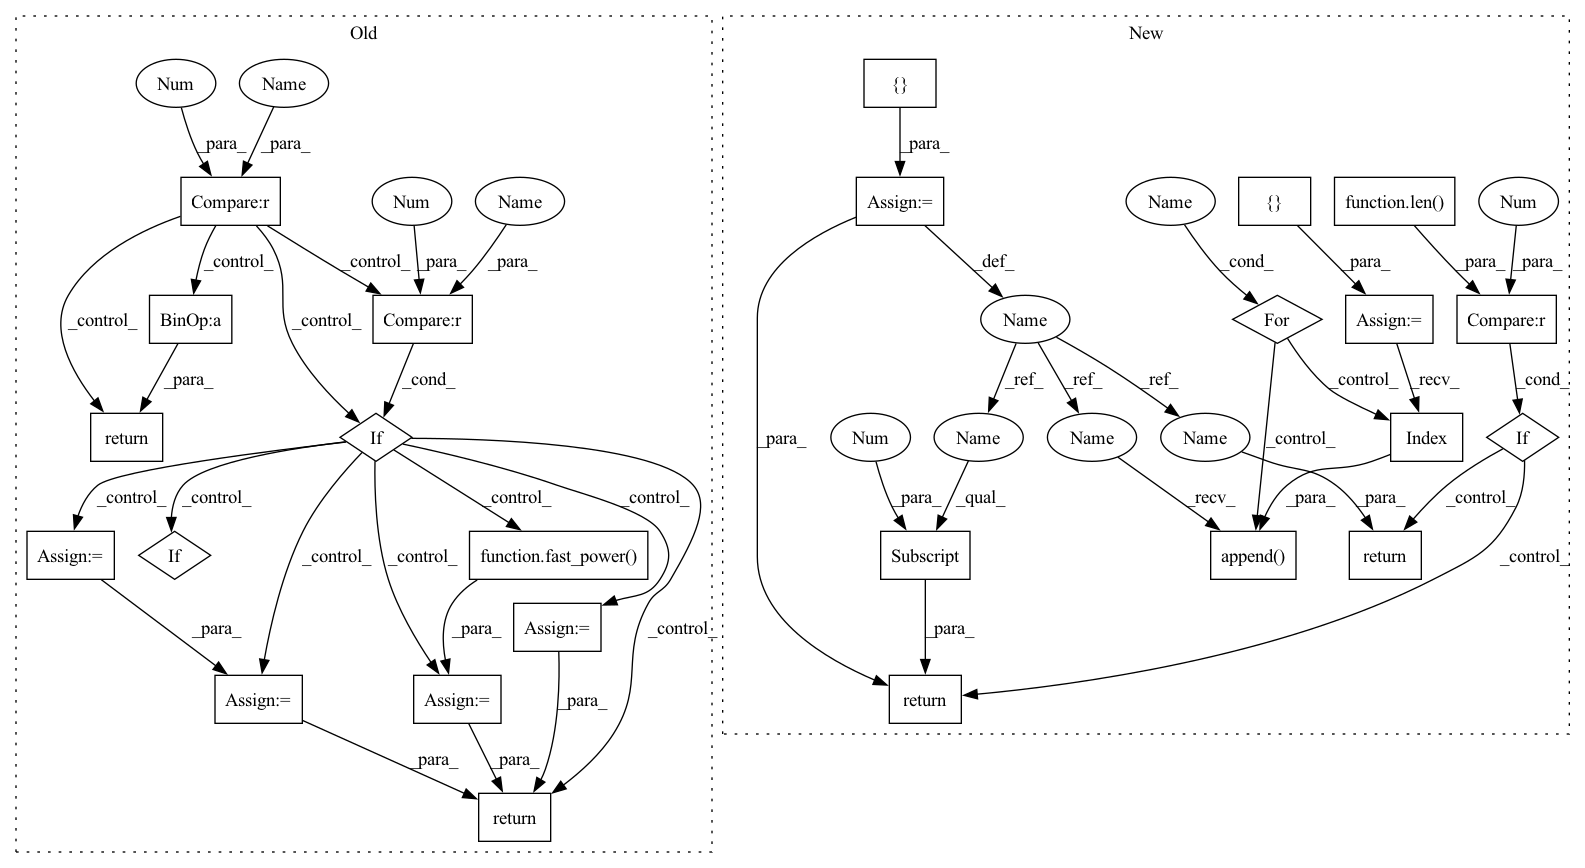 Old
New
Num
Name
{}
_para_
_para_
_para_
Compare:r
Num
Name
Assign:=
Name
{}
function.len()
Num
_control_
_control_
_para_
_para_
_def_
_cond_
_para_
_para_
_para_
_control_
_control_
BinOp:a
Compare:r
Name
For
Assign:=
Compare:r
_para_
_cond_
_ref_
_ref_
_ref_
_control_
_recv_
_cond_
return
If
Num
Name
Name
Name
Index
If
_para_
_control_
_control_
_control_
_control_
_control_
_control_
_para_
_qual_
_recv_
_control_
_para_
_para_
_control_
Assign:=
If
function.fast_power()
Subscript
append()
return
_control_
_control_
_control_
Assign:=
_para_
_para_
_control_
_para_
Assign:=
Assign:=
return
_para_
_para_
_para_
return